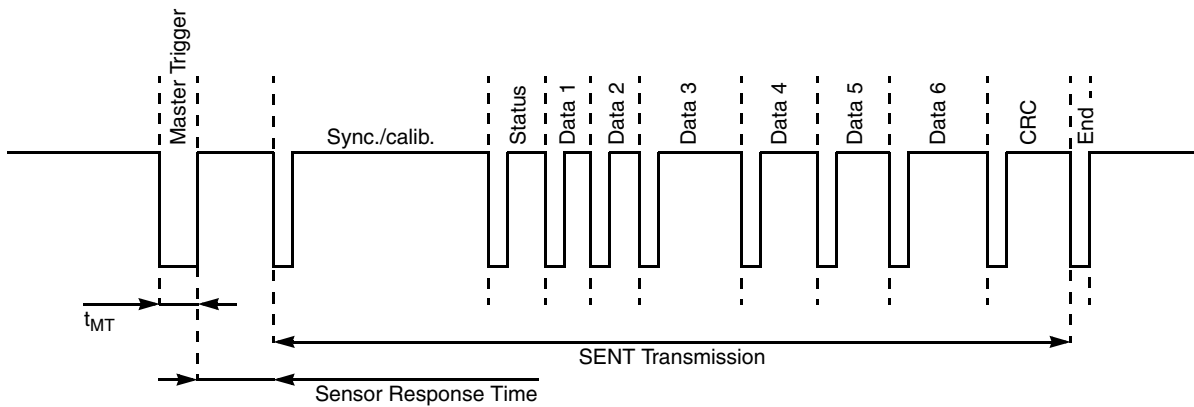 Master Trigger
Sync./calib.
Status
Data 1
Data 2
Data 3
Data 4
Data 5
Data 6
CRC
End
tMT
SENT Transmission
Sensor Response Time